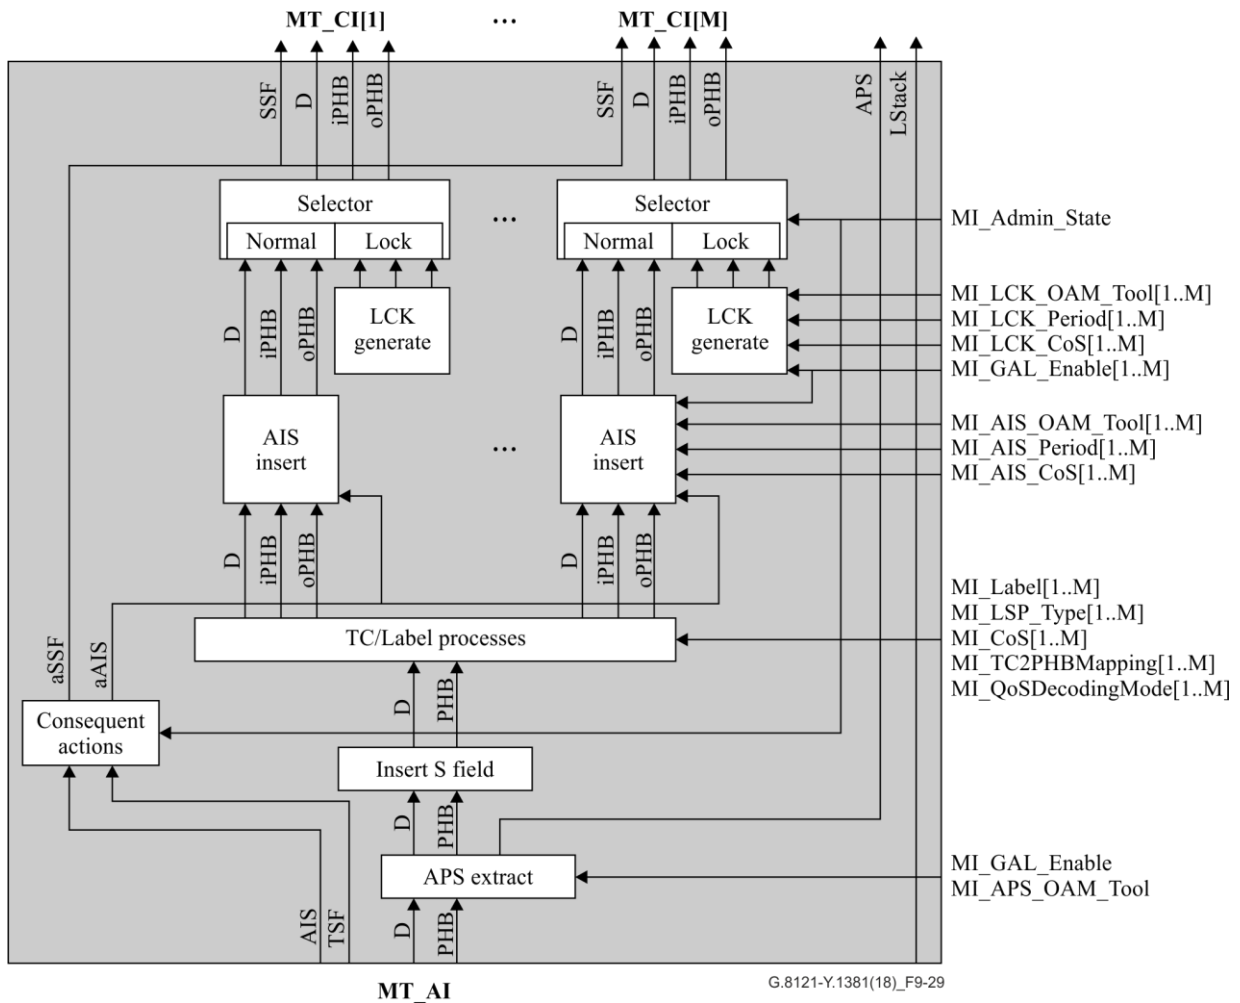 MT_CI[1] ... MT_CI[M]
SSF D iPHB oPHB SSF D iPHB oPHB APS LStack
Selector ... Selector
Normal Lock Normal Lock
MI_Admin_State
D iPHB oPHB D iPHB oPHB
LCK
generate
LCK
generate
MI_LCK_OAM_Tool[1..M]
MI_LCK_Period[1..M]
MI_LCK_CoS[1..M]
MI_GAL_Enable[1..M]
AIS
insert
...
AIS
insert
MI_AIS_OAM_Tool[1..M]
MI_AIS_Period[1..M]
MI_AIS_CoS[1..M]
D iPHB oPHB D iPHB oPHB
TC/Label processes
MI_Label[1..M]
MI_LSP_Type[1..M]
MI_CoS[1..M]
MI_TC2PHBMapping[1..M]
MI_QoSDecodingMode[1..M]
aSSF aAIS
D PHB
Consequent
actions
Insert S field
D PHB
APS extract
MI_GAL_Enable
MI_APS_OAM_Tool
AIS TSF D PHB
MT_AI
G.8121-Y.1381(18)_F9-29